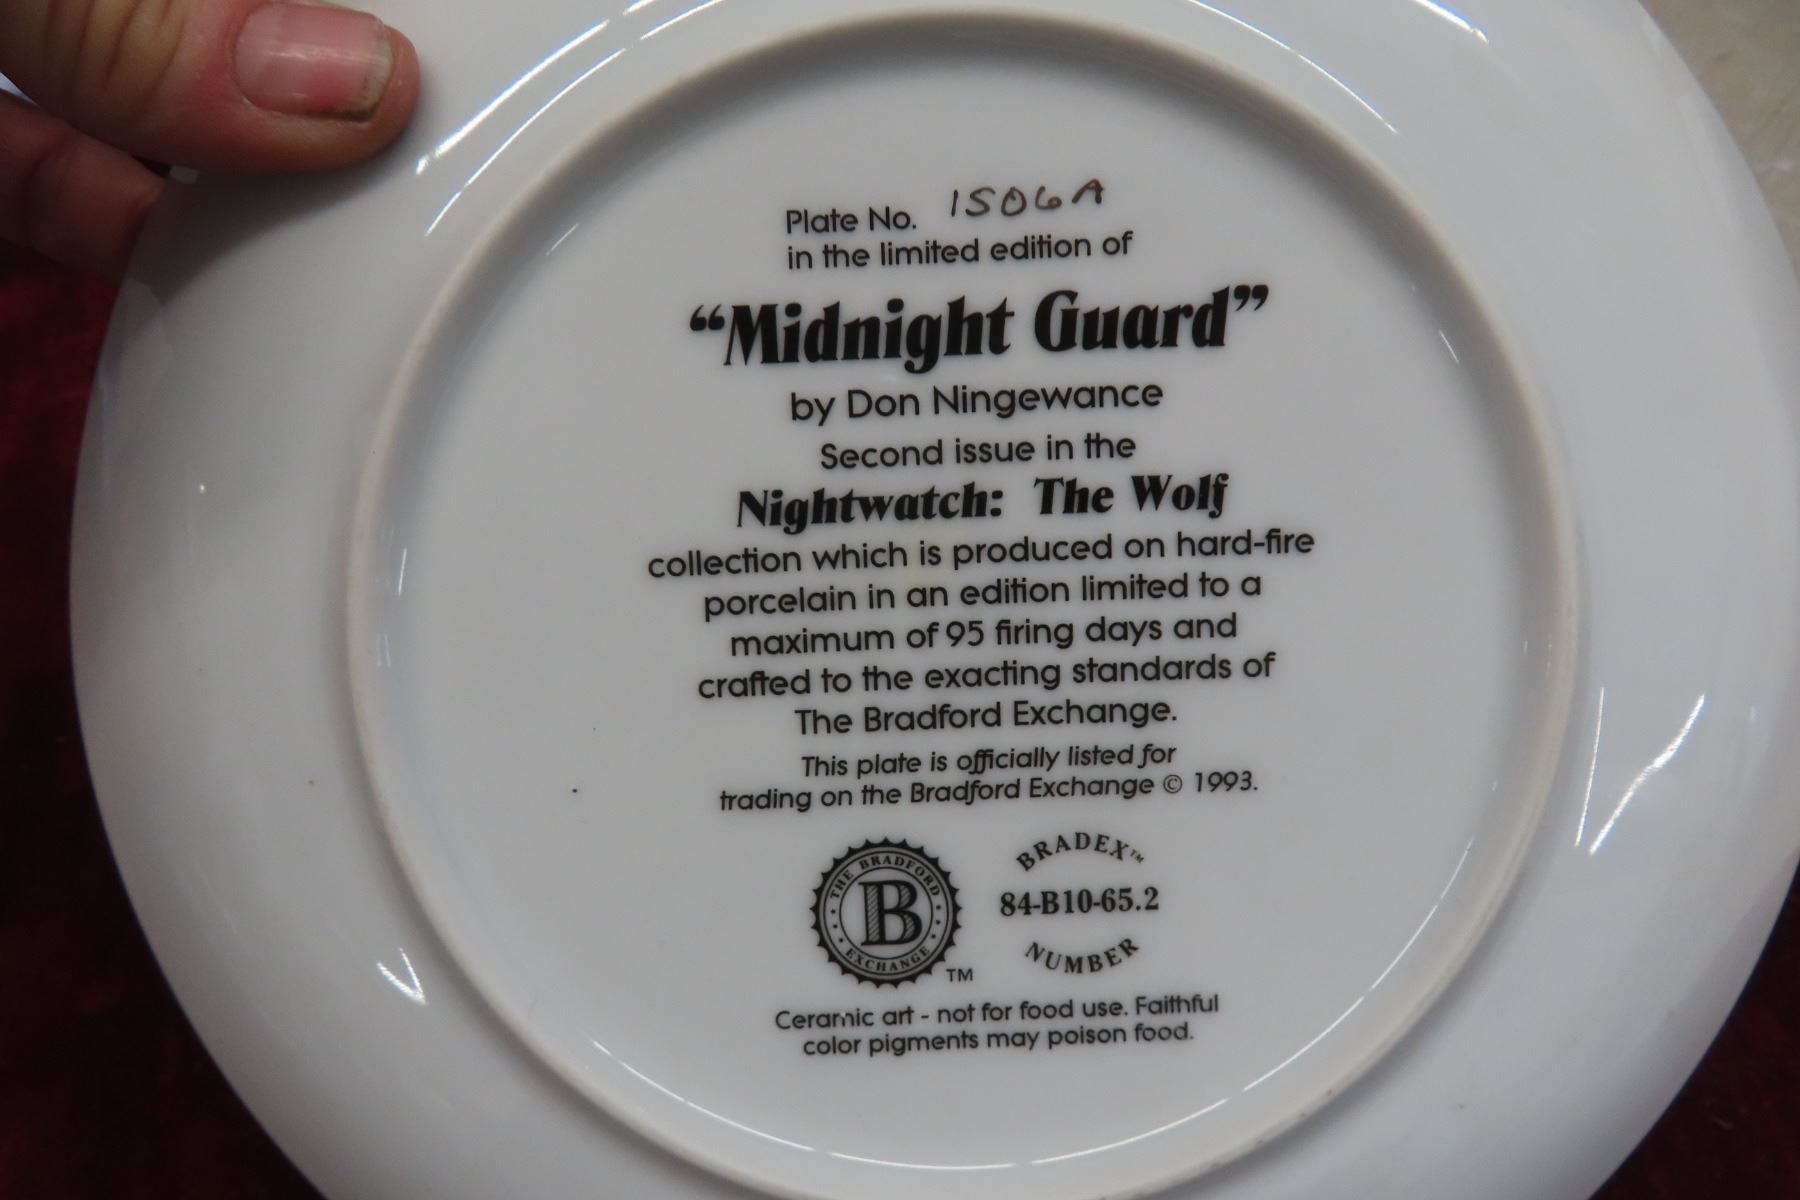 Plate No. 1506A
in the limited edition of
“Midnight Guard”
by Don Ningewance
Second issue in the
Nightwatch: The Wolf
collection which is produced on hard-fire
porcelain in an edition limited to a
maximum of 95 firing days and
crafted to the exacting standards of
The Bradford Exchange.
This plate is officially listed for
trading on the Bradford Exchange © 1993.
THE BRADFORD
B
EXCHANGE
TM
BRADEX™
84-B10-65.2
NUMBER
Ceramic art - not for food use. Faithful
color pigments may poison food.